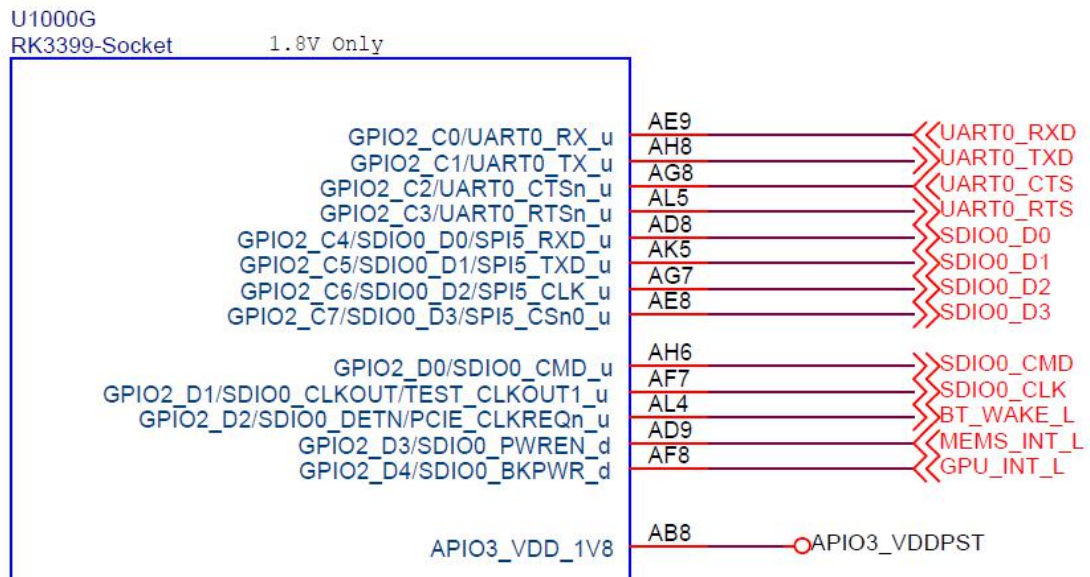 U1000G
RK3399-Socket 1.8V Only
GPIO2_C0/UART0_RX_u AE9 UART0_RXD
GPIO2_C1/UART0_TX_u AH8 UART0_TXD
GPIO2_C2/UART0_CTSn_u AG8 UART0_CTS
GPIO2_C3/UART0_RTSn_u AL5 UART0_RTS
GPIO2_C4/SDIO0_D0/SPI5_RXD_u AD8 SDIO0_D0
GPIO2_C5/SDIO0_D1/SPI5_TXD_u AK5 SDIO0_D1
GPIO2_C6/SDIO0_D2/SPI5_CLK_u AG7 SDIO0_D2
GPIO2_C7/SDIO0_D3/SPI5_CSn0_u AE8 SDIO0_D3
GPIO2_D0/SDIO0_CMD_u AH6 SDIO0_CMD
GPIO2_D1/SDIO0_CLKOUT/TEST_CLKOUT1_u AF7 SDIO0_CLK
GPIO2_D2/SDIO0_DETN/PCIE_CLKREQn_u AL4 BT_WAKE_L
GPIO2_D3/SDIO0_PWREN_d AD9 MEMS_INT_L
GPIO2_D4/SDIO0_BKPWR_d AF8 GPU_INT_L
APIO3_VDD_1V8 AB8 APIO3_VDDPST